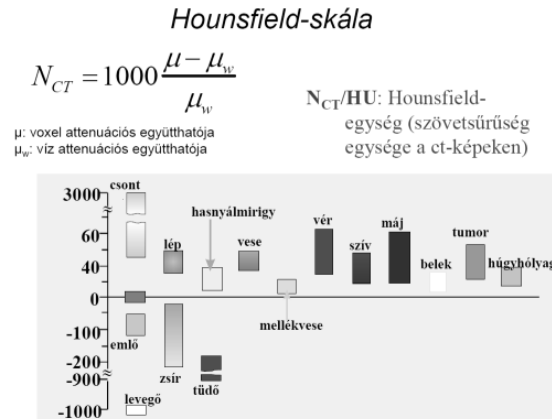 Hounsfield-skála
N_CT = 1000 (μ − μ_w) / μ_w
μ: voxel attenuációs együtthatója
μ_w: víz attenuációs együtthatója
N_CT/HU: Hounsfield-
egység (szövetsűrűség
egysége a ct-képeken)
csont
3000
hasnyálmirigy
vér
máj
tumor
60
lép
vese
szív
belek
húgyhólyag
40
0
mellékvese
-100
emlő
-200
zsír
tüdő
-900
levegő
-1000